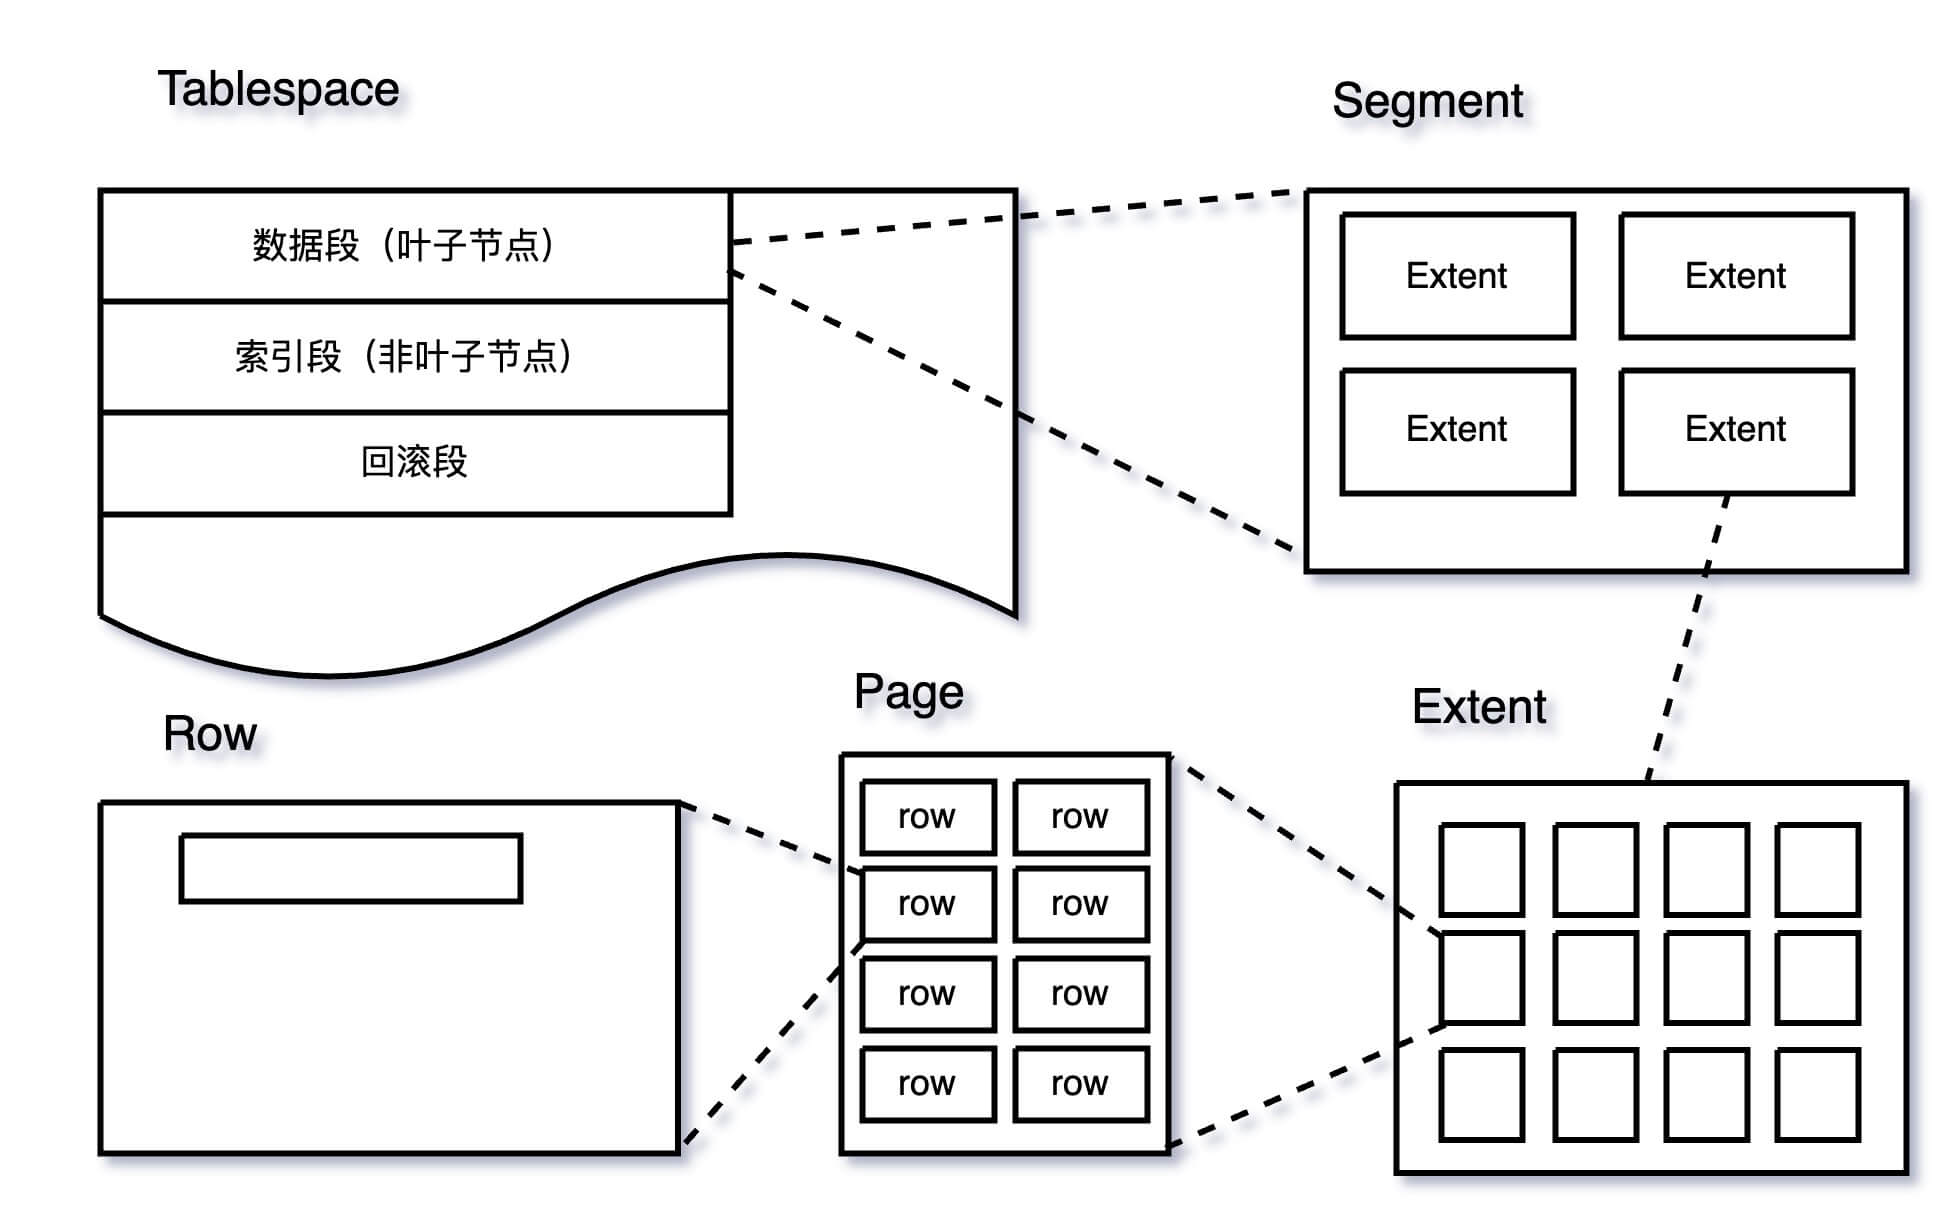 Tablespace
数据段（叶子节点）
索引段（非叶子节点）
回滚段
Segment
Extent Extent
Extent Extent
Row
Page
row row
row row
row row
row row
Extent